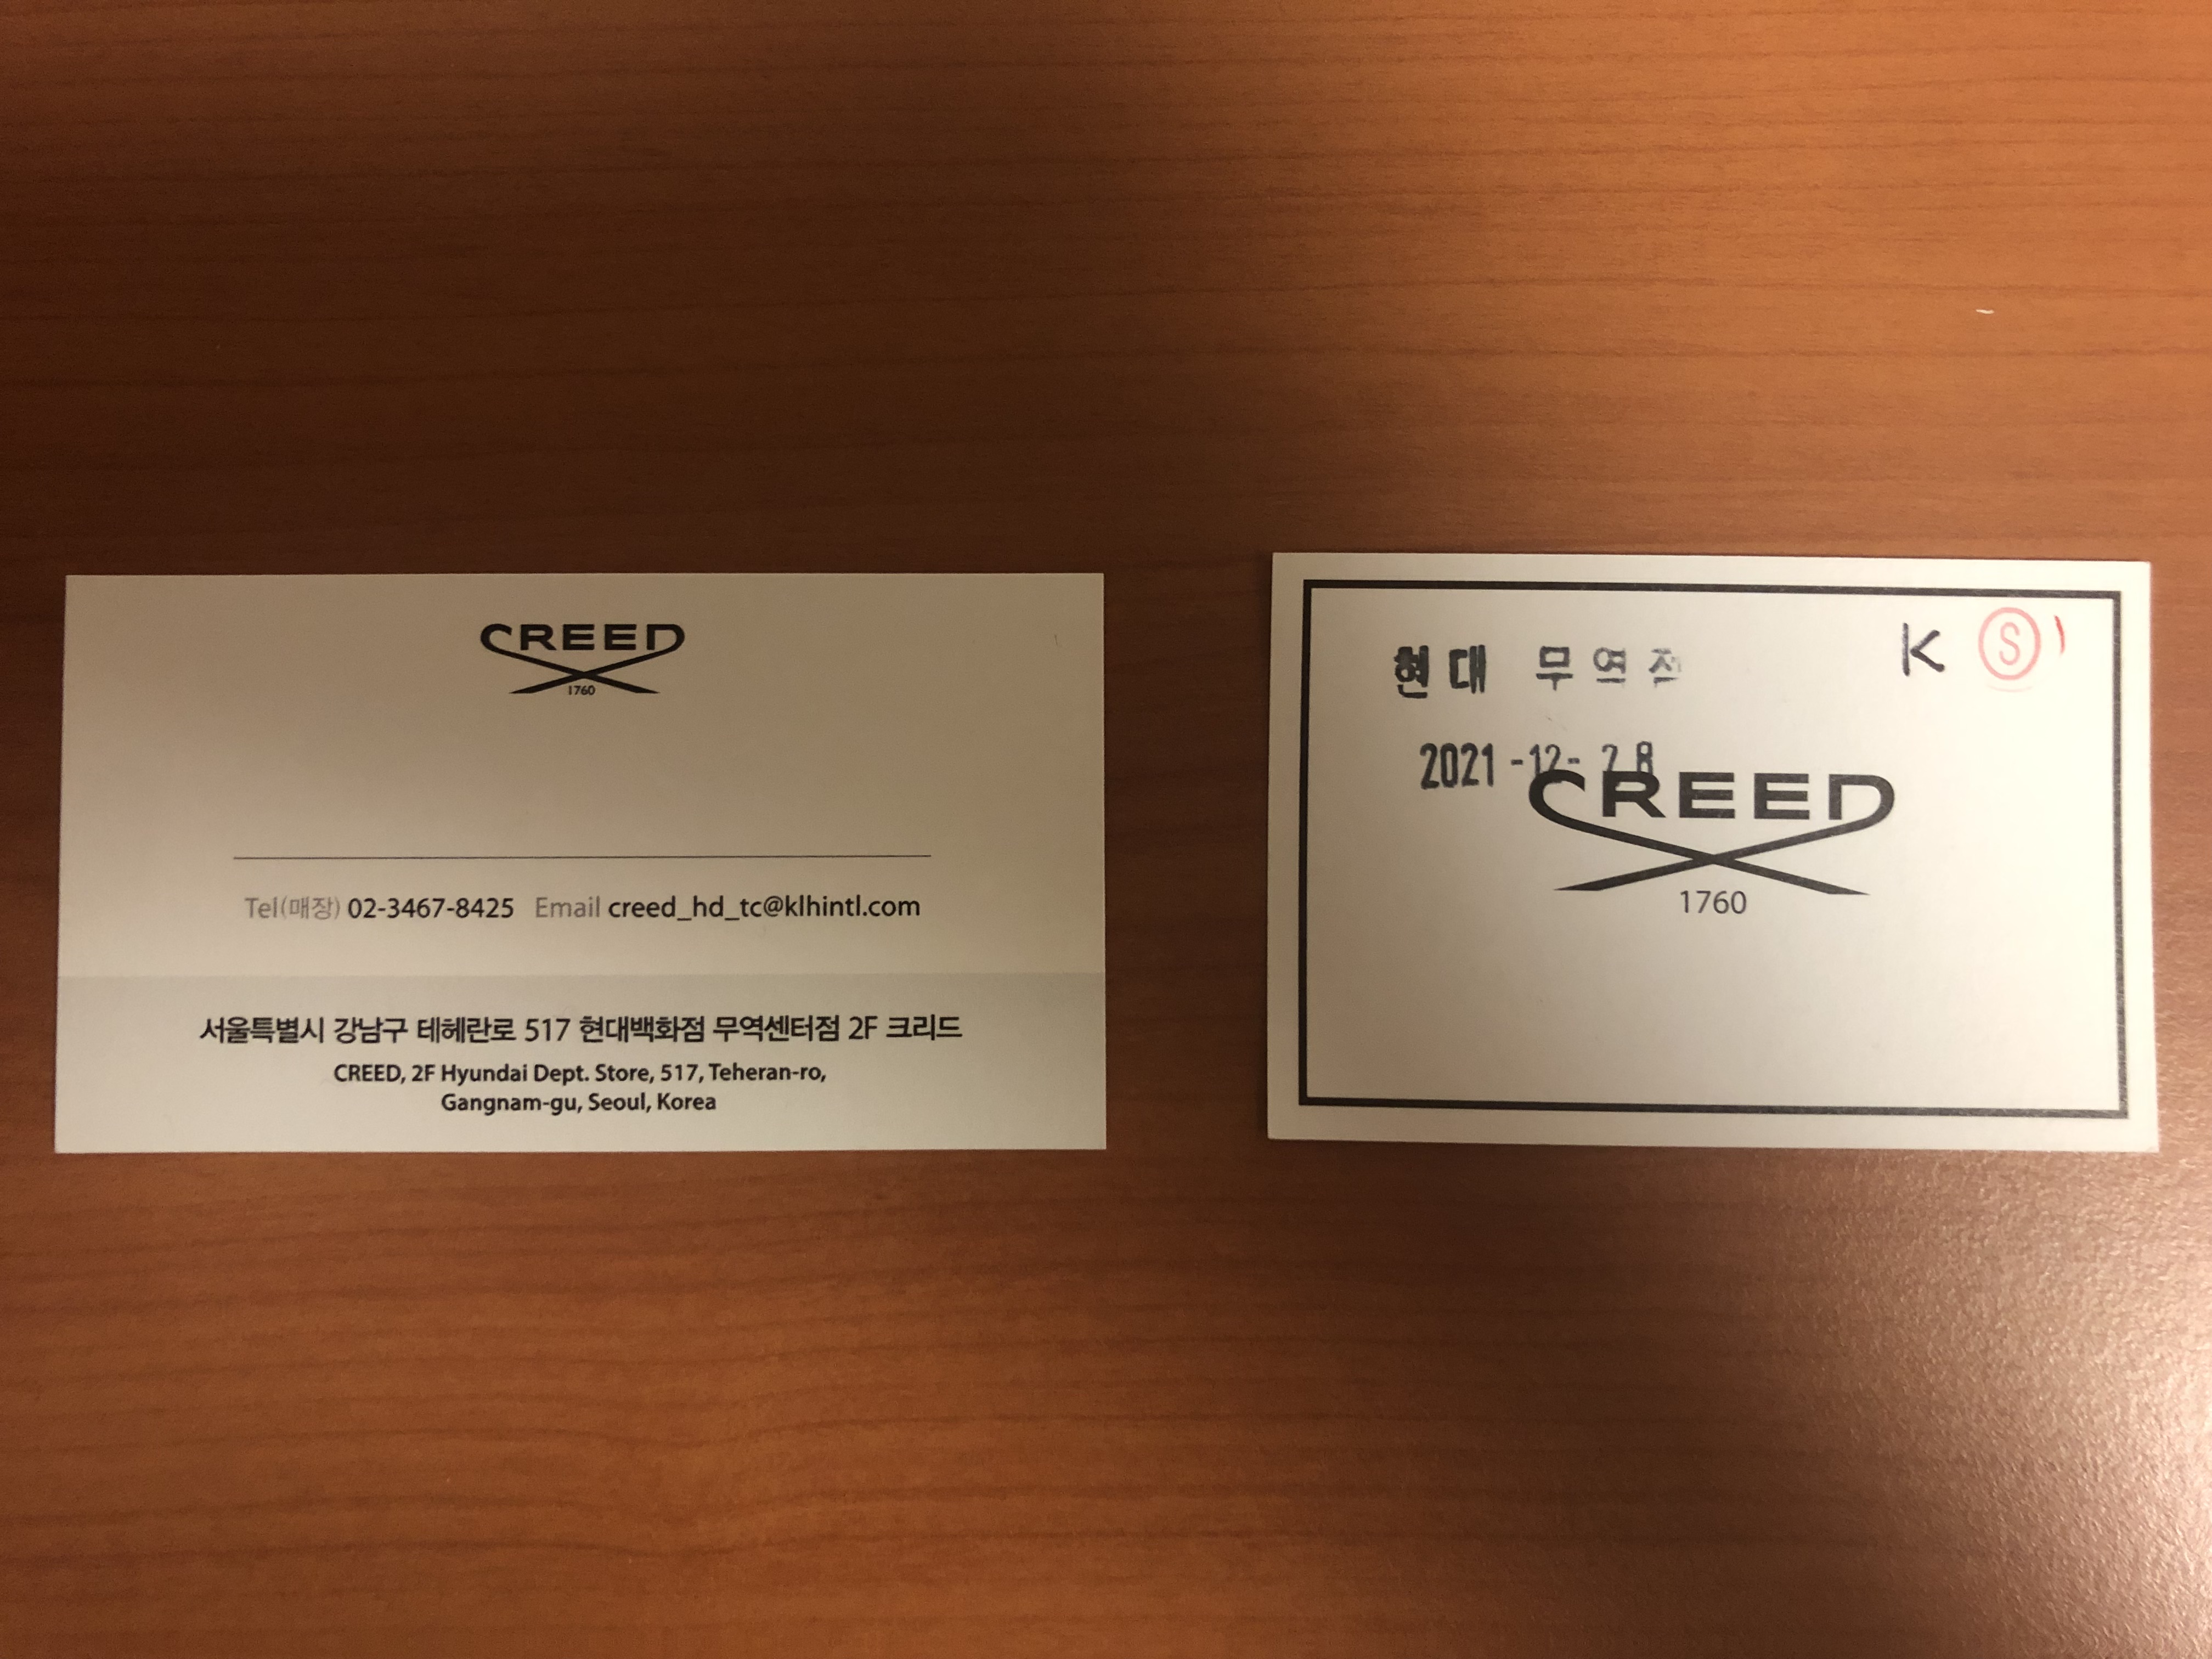 CREED
1760
Tel(매장) 02-3467-8425 Email creed_hd_tc@klhintl.com
서울특별시 강남구 테헤란로 517 현대백화점 무역센터점 2F 크리드
CREED, 2F Hyundai Dept. Store, 517, Teheran-ro,
Gangnam-gu, Seoul, Korea
현대 무역점
K S
2021-12-28
CREED
1760